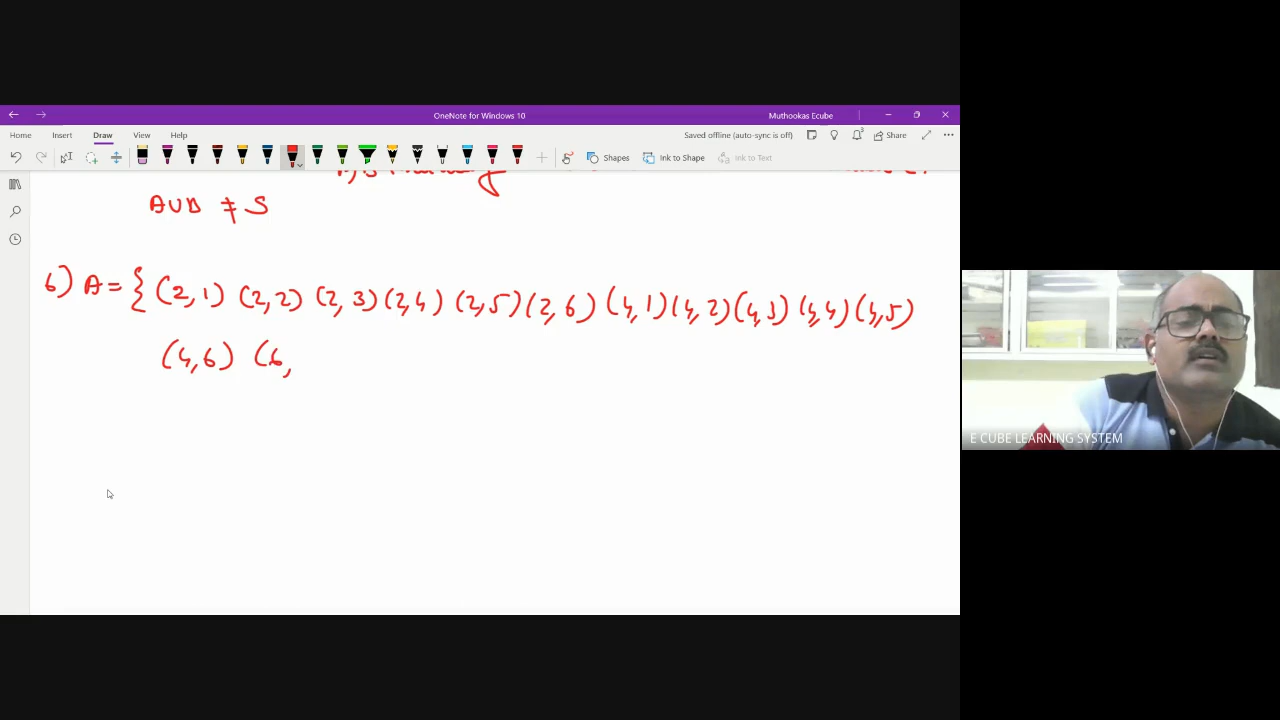 OneNote for Windows 10
Muthookas Ecube
Home Insert Draw View Help
Saved offline (auto-sync is off)
Share
Shapes
Ink to Shape
Ink to Text
AUB ≠ S
6) A = { (2,1) (2,2) (2,3) (2,4) (2,5) (2,6) (4,1) (4,2) (4,3) (4,4) (4,5)
(4,6) (6,
E CUBE LEARNING SYSTEM